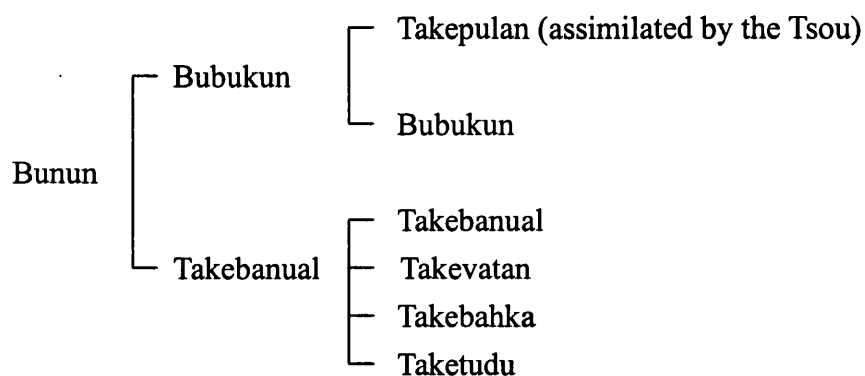 Takepulan (assimilated by the Tsou)
Bubukun
Bubukun
Bunun
Takebanual
Takebanual
Takevatan
Takebahka
Taketudu